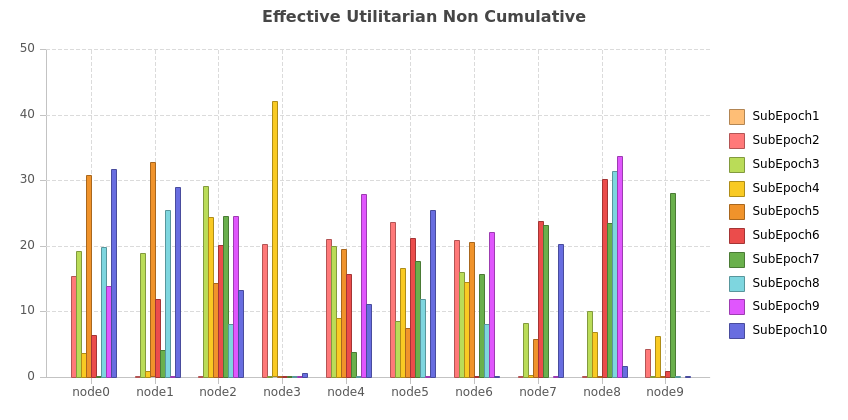 Effective Utilitarian Non Cumulative
50
40
30
20
10
0
node0 node1 node2 node3 node4 node5 node6 node7 node8 node9
SubEpoch1
SubEpoch2
SubEpoch3
SubEpoch4
SubEpoch5
SubEpoch6
SubEpoch7
SubEpoch8
SubEpoch9
SubEpoch10